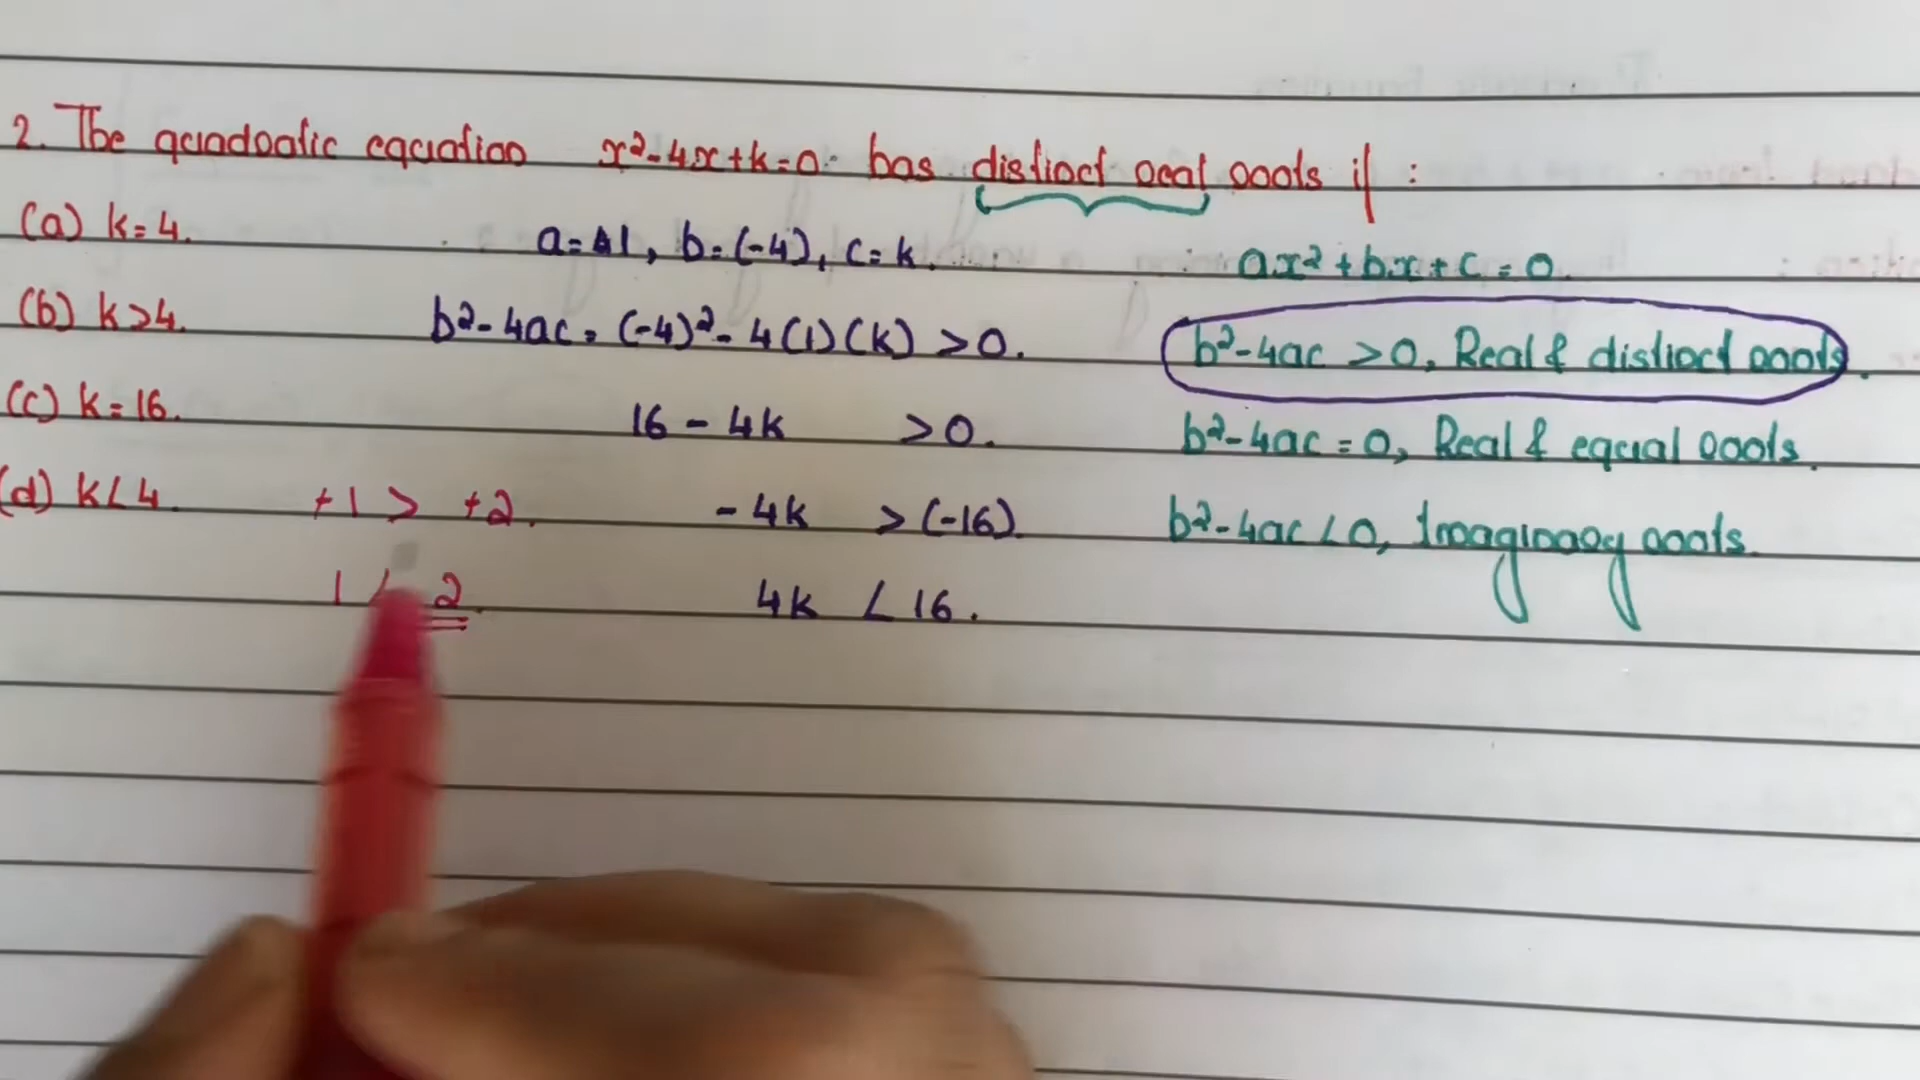 2. The quadratic equation x²-4x+k=0. has distinct real roots if :
(a) k=4. a=1, b=(-4), c=k. ax²+bx+c=0.
(b) k>4. b²-4ac = (-4)²-4(1)(k) >0. b²-4ac >0, Real & distinct roots.
(c) k=16. 16-4k >0. b²-4ac=0, Real & equal roots.
(d) k<4. +1 > +2. -4k >(-16). b²-4ac<0, Imaginary roots.
1 < 2. 4k <16.